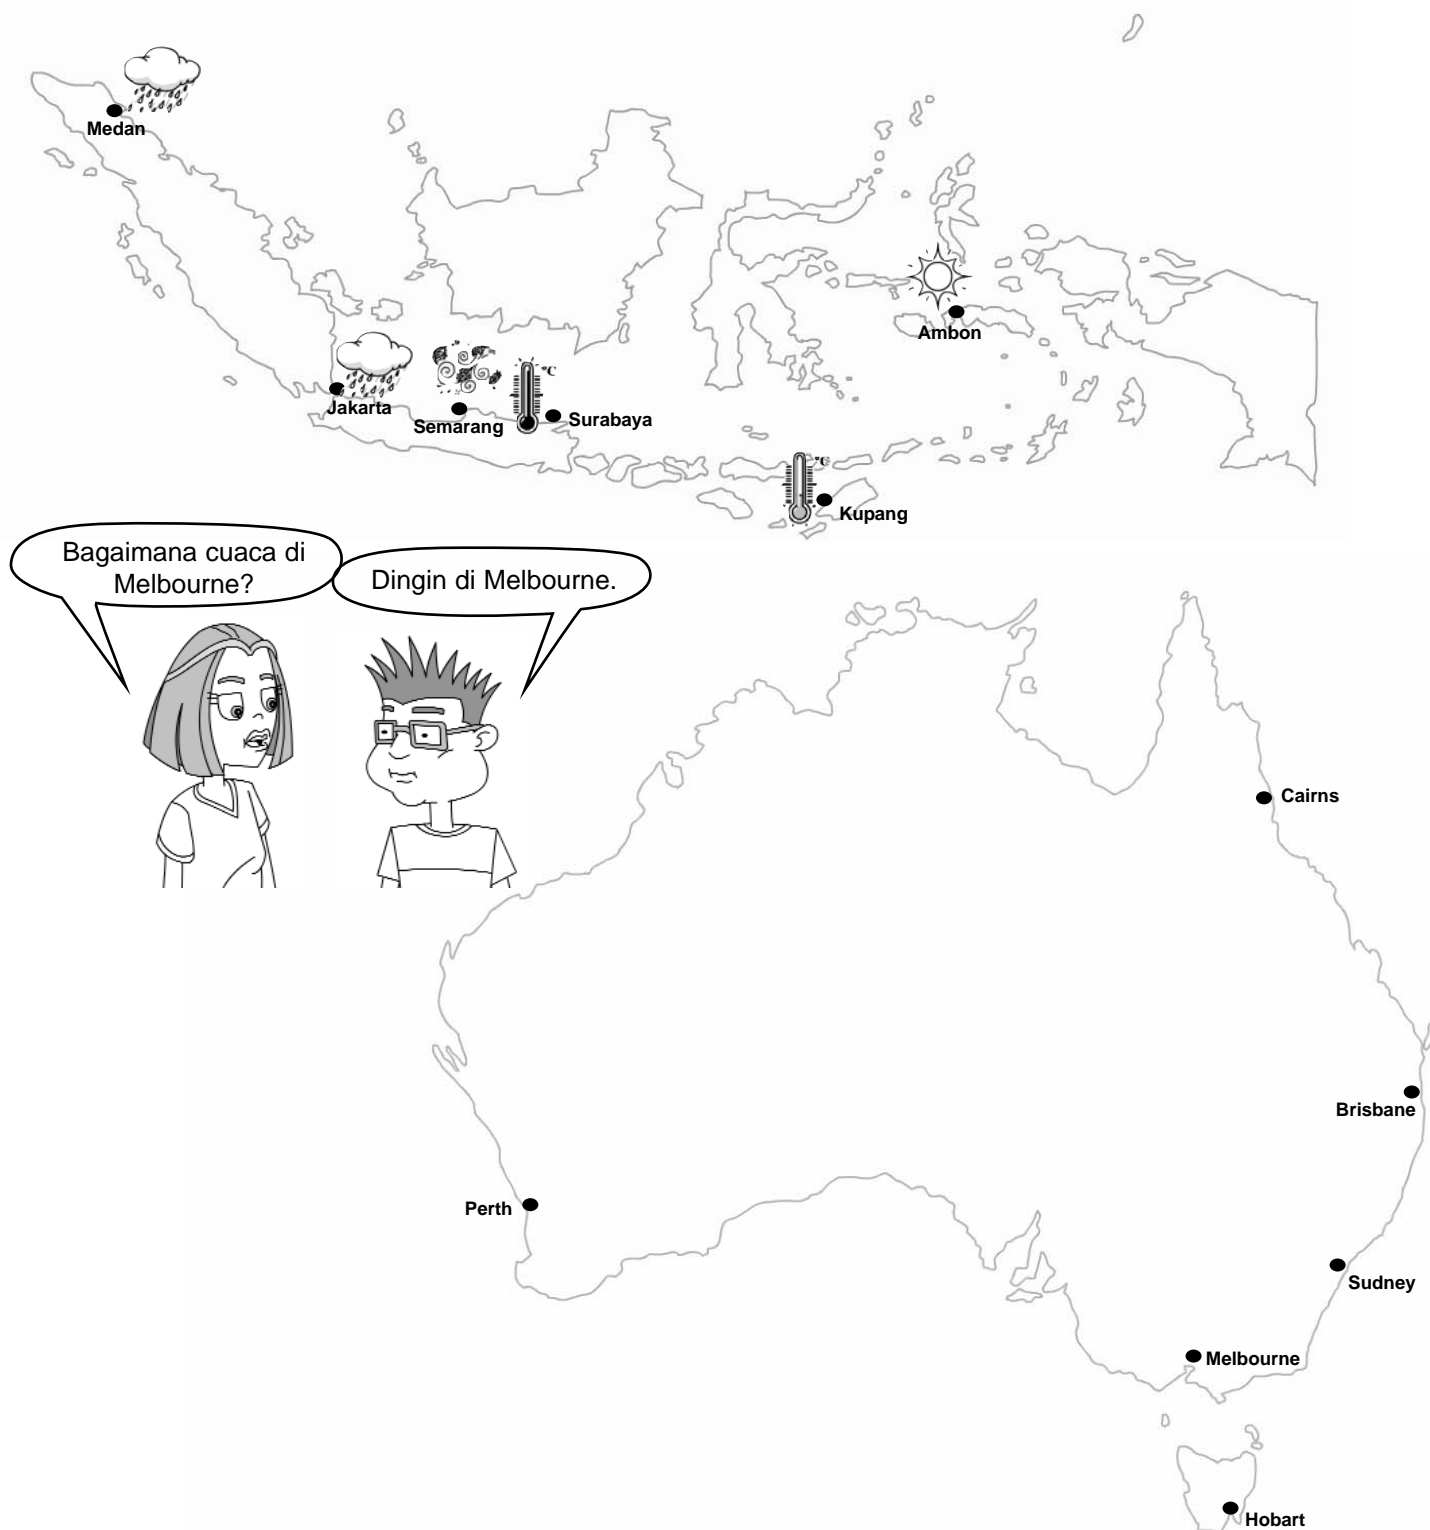 Medan
Ambon
Jakarta
Semarang
°C
Surabaya
°C
Kupang
Bagaimana cuaca di
Melbourne?
Dingin di Melbourne.
Cairns
Brisbane
Perth
Sudney
Melbourne
Hobart